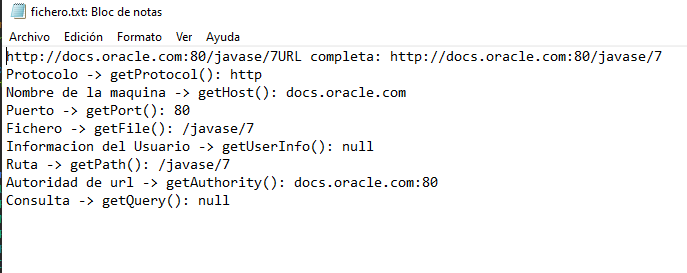 fichero.txt: Bloc de notas
Archivo Edición Formato Ver Ayuda
http://docs.oracle.com:80/javase/7URL completa: http://docs.oracle.com:80/javase/7
Protocolo -> getProtocol(): http
Nombre de la maquina -> getHost(): docs.oracle.com
Puerto -> getPort(): 80
Fichero -> getFile(): /javase/7
Informacion del Usuario -> getUserInfo(): null
Ruta -> getPath(): /javase/7
Autoridad de url -> getAuthority(): docs.oracle.com:80
Consulta -> getQuery(): null